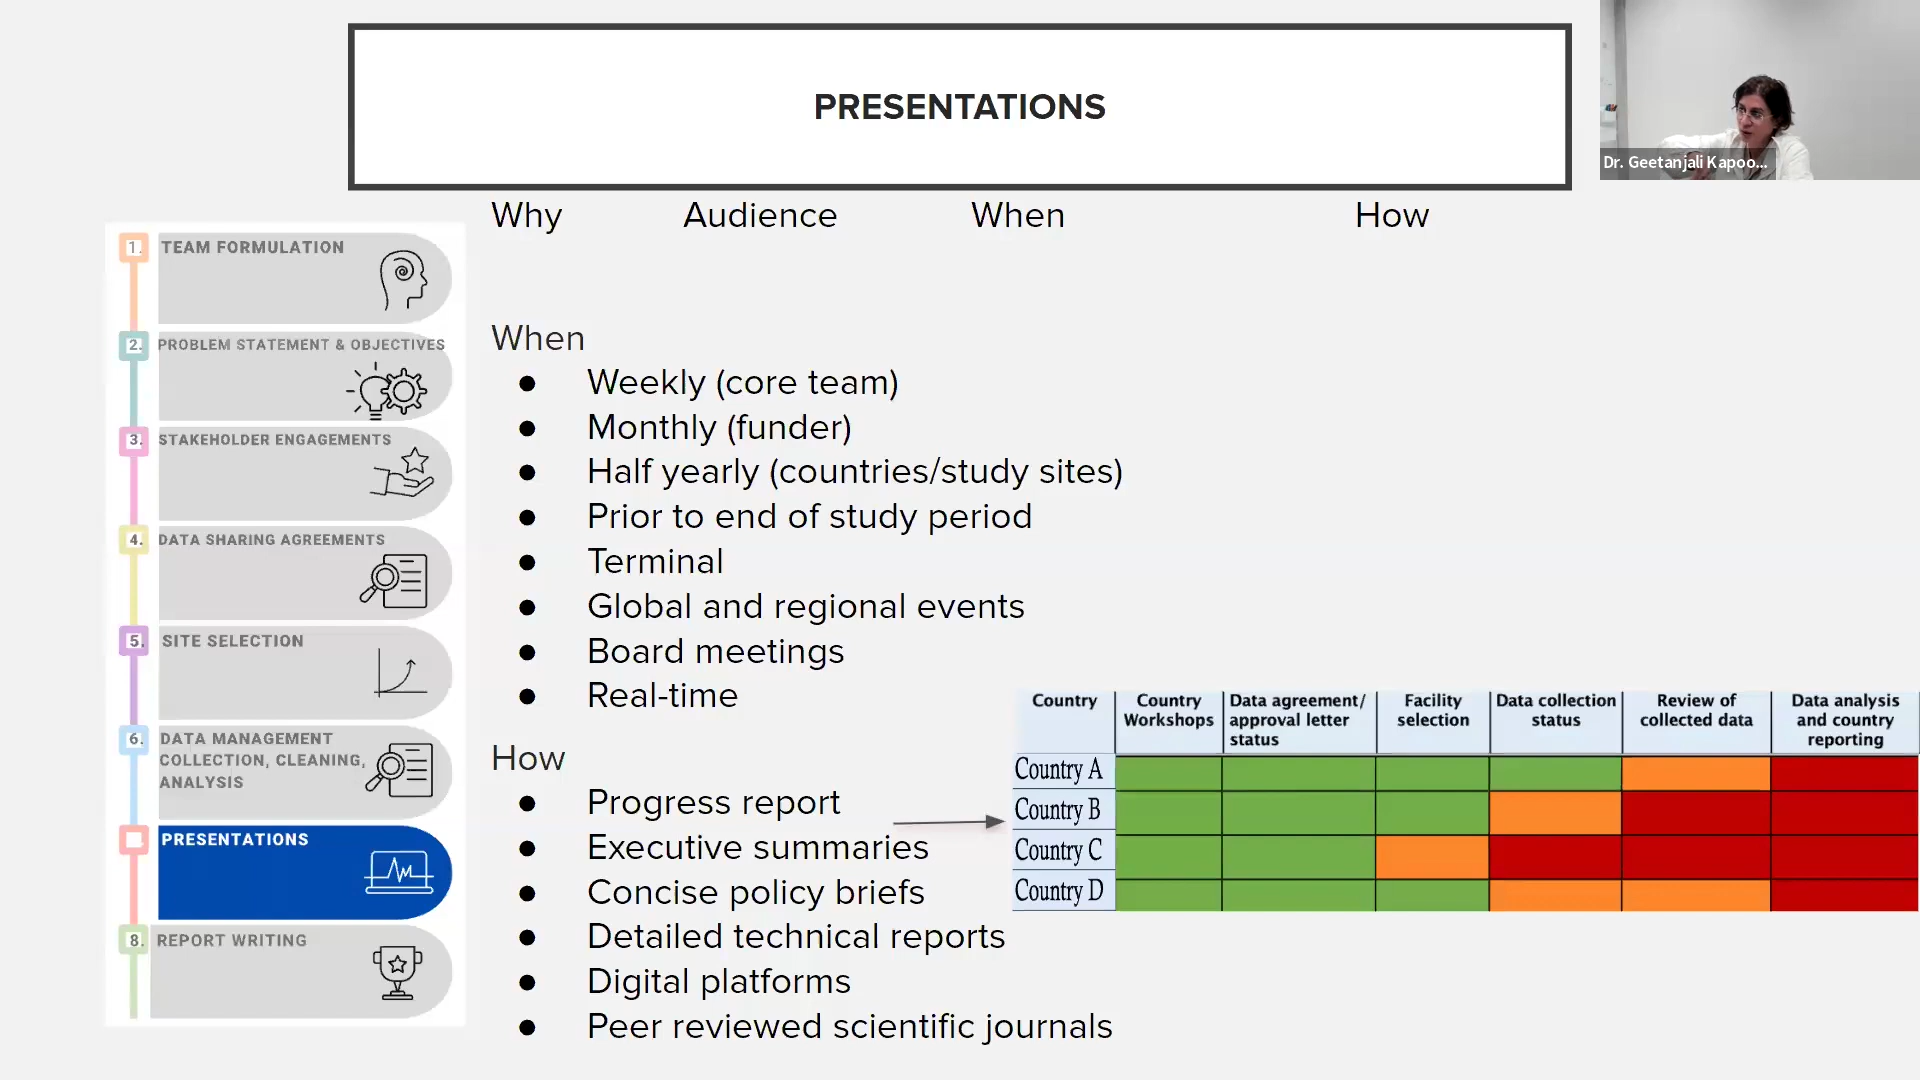 PRESENTATIONS
Dr. Geetanjali Kapoo...
Why Audience When How
1. TEAM FORMULATION
2. PROBLEM STATEMENT & OBJECTIVES
3. STAKEHOLDER ENGAGEMENTS
4. DATA SHARING AGREEMENTS
5. SITE SELECTION
6. DATA MANAGEMENT
COLLECTION, CLEANING,
ANALYSIS
PRESENTATIONS
8. REPORT WRITING
When
● Weekly (core team)
● Monthly (funder)
● Half yearly (countries/study sites)
● Prior to end of study period
● Terminal
● Global and regional events
● Board meetings
● Real-time
How
● Progress report
● Executive summaries
● Concise policy briefs
● Detailed technical reports
● Digital platforms
● Peer reviewed scientific journals
Country
Country
Workshops
Data agreement/
approval letter
status
Facility
selection
Data collection
status
Review of
collected data
Data analysis
and country
reporting
Country A
Country B
Country C
Country D